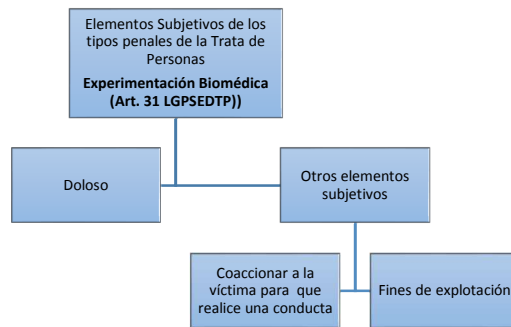 Elementos Subjetivos de los
tipos penales de la Trata de
Personas
Experimentación Biomédica
(Art. 31 LGPSEDTP))
Doloso
Otros elementos
subjetivos
Coaccionar a la
víctima para que
realice una conducta
Fines de explotación